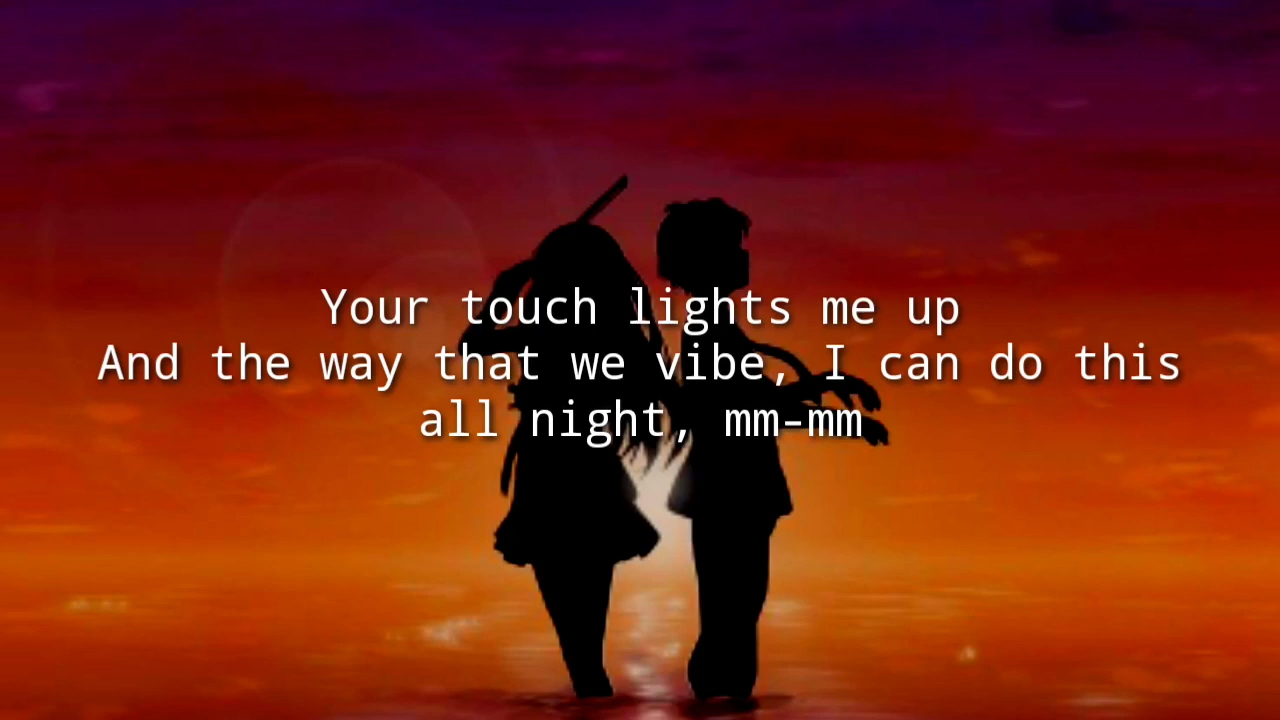 Your touch lights me up
And the way that we vibe, I can do this
all night, mm-mm